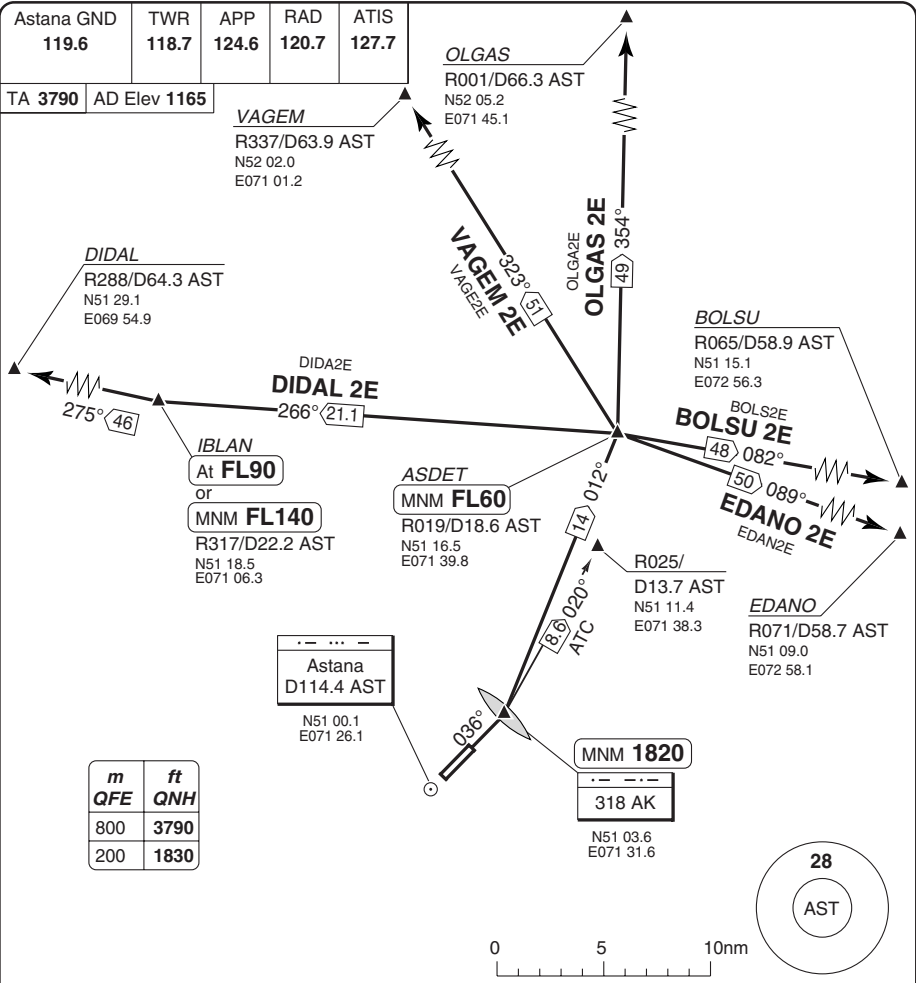 Astana GND TWR APP RAD ATIS
119.6 118.7 124.6 120.7 127.7
TA 3790 AD Elev 1165
OLGAS
R001/D66.3 AST
N52 05.2
E071 45.1
VAGEM
R337/D63.9 AST
N52 02.0
E071 01.2
DIDAL
R288/D64.3 AST
N51 29.1
E069 54.9
323° 51
VAGEM 2E
VAGE2E
OLGA2E
OLGAS 2E
49 354°
BOLSU
R065/D58.9 AST
N51 15.1
E072 56.3
DIDA2E
DIDAL 2E
266° 21.1
275° 46
BOLS2E
BOLSU 2E
48 082°
50 089°
EDANO 2E
EDAN2E
IBLAN
At FL90
or
MNM FL140
R317/D22.2 AST
N51 18.5
E071 06.3
ASDET
MNM FL60
R019/D18.6 AST
N51 16.5
E071 39.8
14 012°
8.6 020°
ATC
R025/
D13.7 AST
N51 11.4
E071 38.3
EDANO
R071/D58.7 AST
N51 09.0
E072 58.1
Astana
D114.4 AST
N51 00.1
E071 26.1
036°
MNM 1820
318 AK
N51 03.6
E071 31.6
m ft
QFE QNH
800 3790
200 1830
28
AST
0 5 10nm